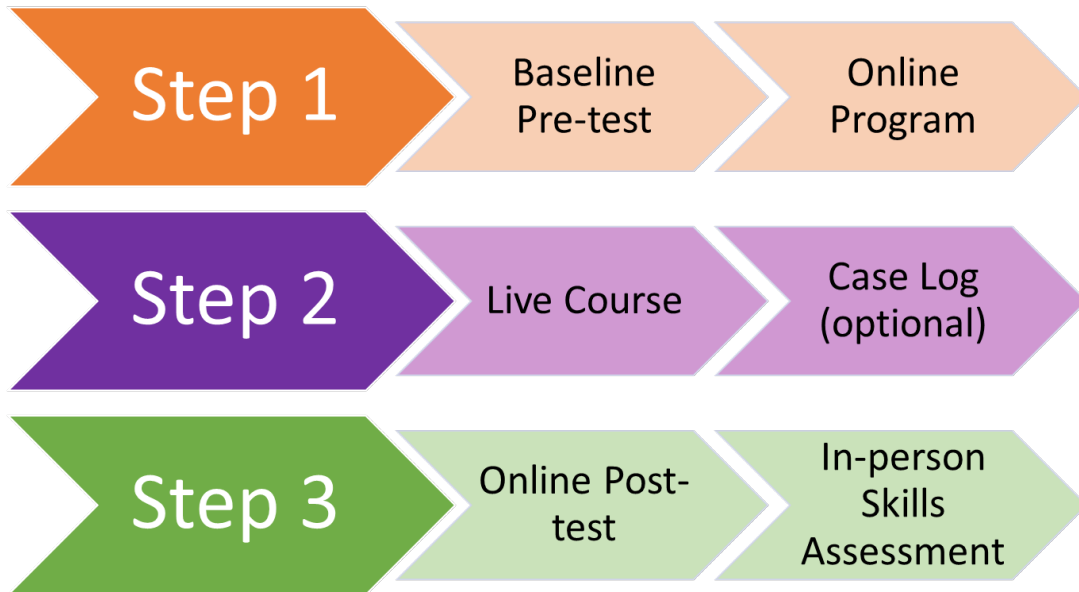 Step 1
Baseline
Pre-test
Online
Program
Step 2
Live Course
Case Log
(optional)
Step 3
Online Post-
test
In-person
Skills
Assessment